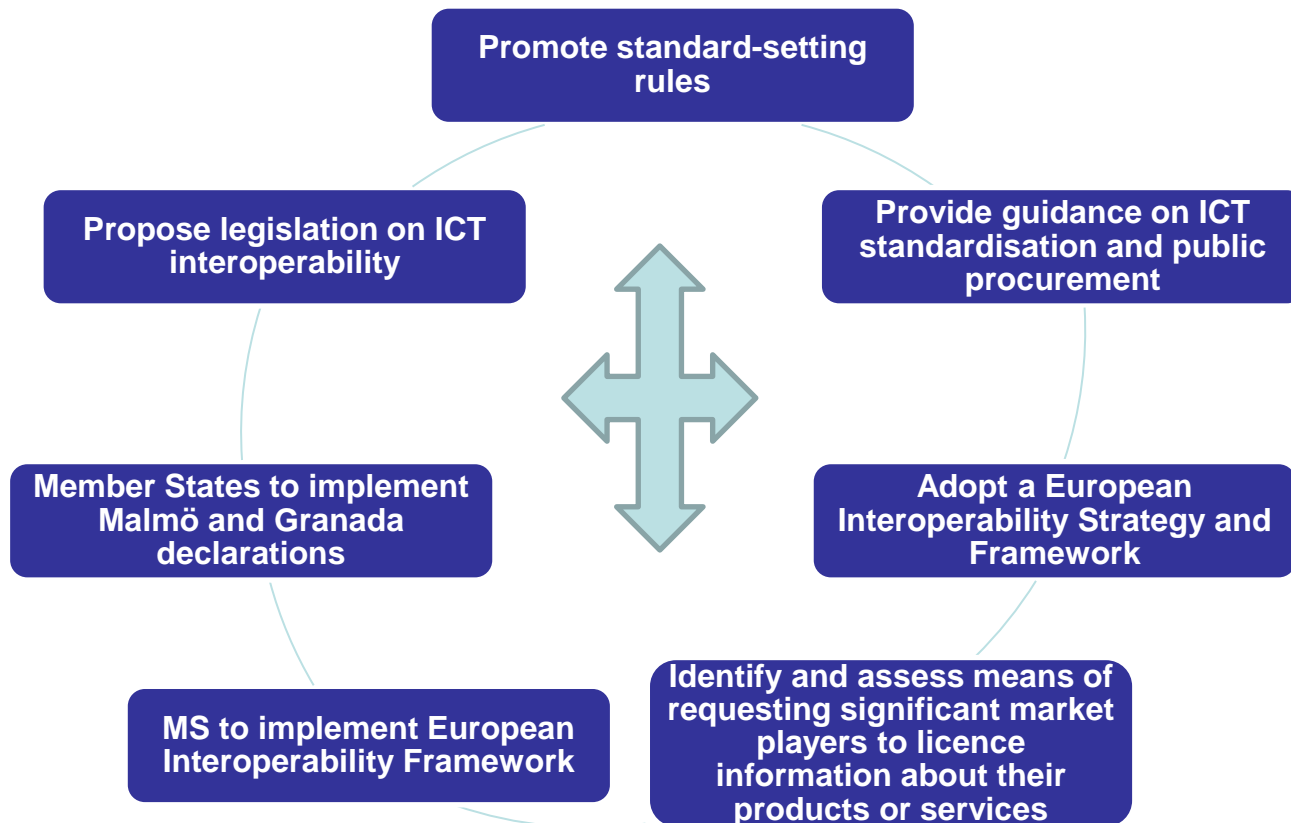 Promote standard-setting
rules
Propose legislation on ICT
interoperability
Provide guidance on ICT
standardisation and public
procurement
Member States to implement
Malmö and Granada
declarations
Adopt a European
Interoperability Strategy and
Framework
MS to implement European
Interoperability Framework
Identify and assess means of
requesting significant market
players to licence
information about their
products or services